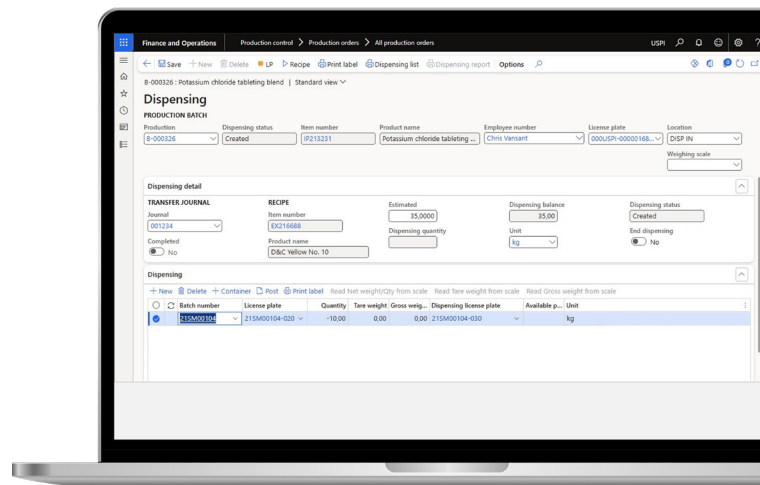 Finance and Operations Production control > Production orders > All production orders USPI ?
Save + New Delete LP Recipe Print label Dispensing list Dispensing report Options
B-000326 : Potassium chloride tableting blend | Standard view
Dispensing
PRODUCTION BATCH
Production Dispensing status Item number Product name Employee number License plate Location
B-000326 Created IP213231 Potassium chloride tableting ... Chris Vansant 000USPI-00000168... DISP IN
Weighing scale
Dispensing detail
TRANSFER JOURNAL RECIPE Estimated Dispensing balance Dispensing status
Journal Item number 35,0000 35,00 Created
001234 EX216688 Dispensing quantity Unit End dispensing
Completed Product name kg No
No D&C Yellow No. 10
Dispensing
+ New Delete + Container Post Print label Read Net weight/Qty from scale Read Tare weight from scale Read Gross weight from scale
Batch number License plate Quantity Tare weight Gross weig... Dispensing license plate Available p... Unit
21SM00104 21SM00104-020 -10,00 0,00 0,00 21SM00104-030 kg